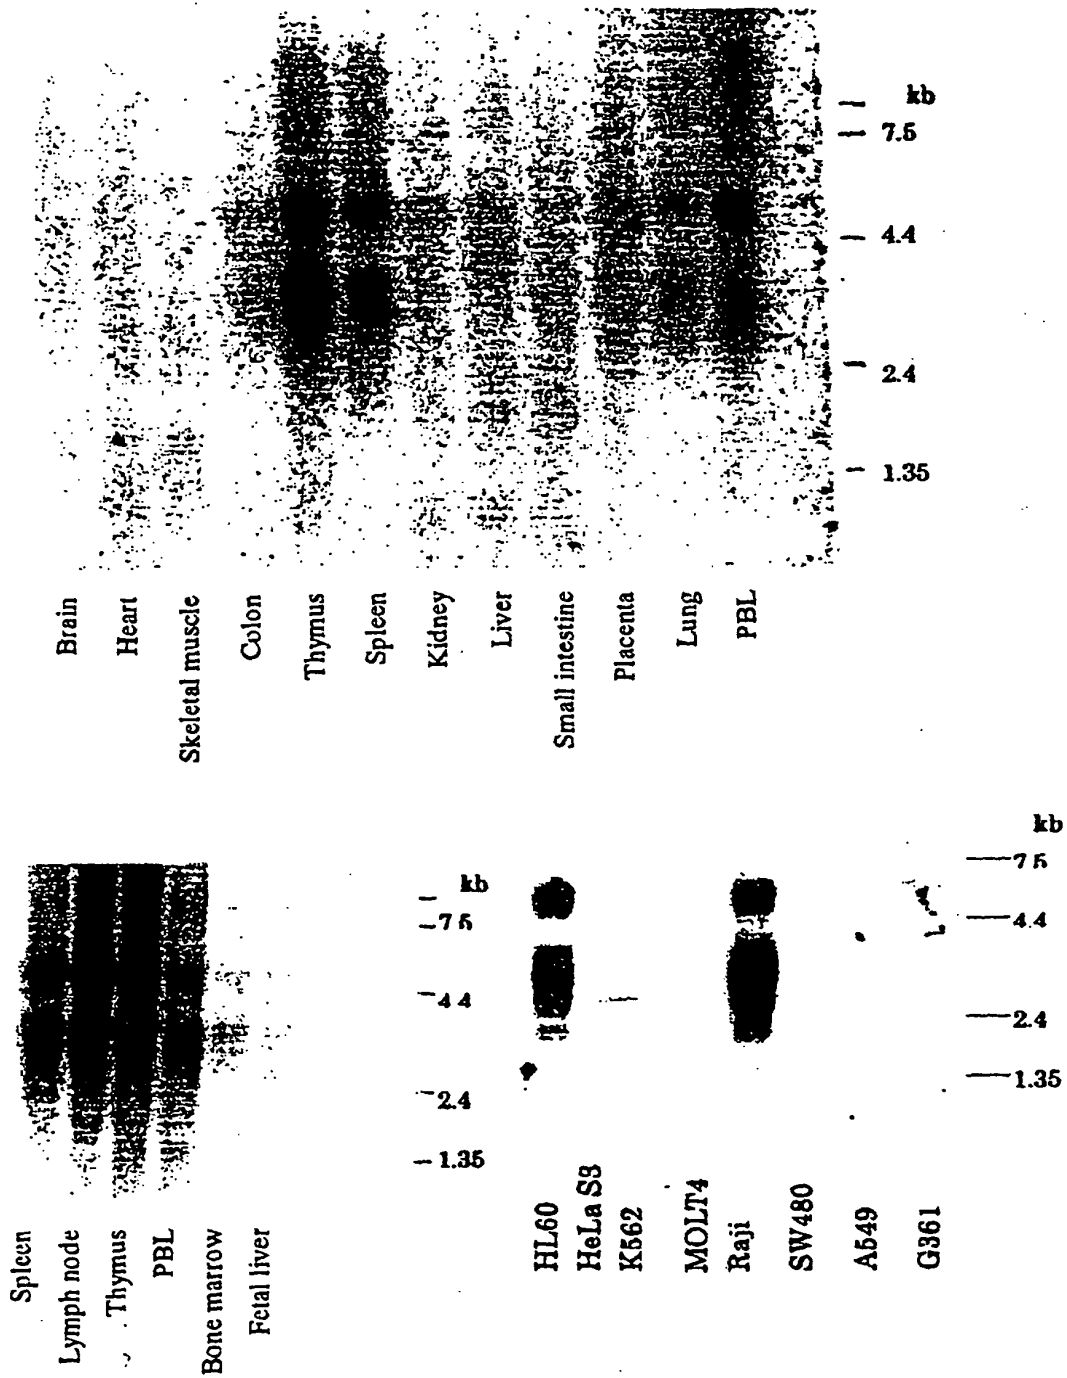 kb
7.5
4.4
2.4
1.35
Brain
Heart
Skeletal muscle
Colon
Thymus
Spleen
Kidney
Liver
Small intestine
Placenta
Lung
PBL
kb
7.5
4.4
2.4
1.35
Spleen
Lymph node
Thymus
PBL
Bone marrow
Fetal liver
kb
7.5
4.4
2.4
1.35
HL60
HeLa S3
K562
MOLT4
Raji
SW480
A549
G361